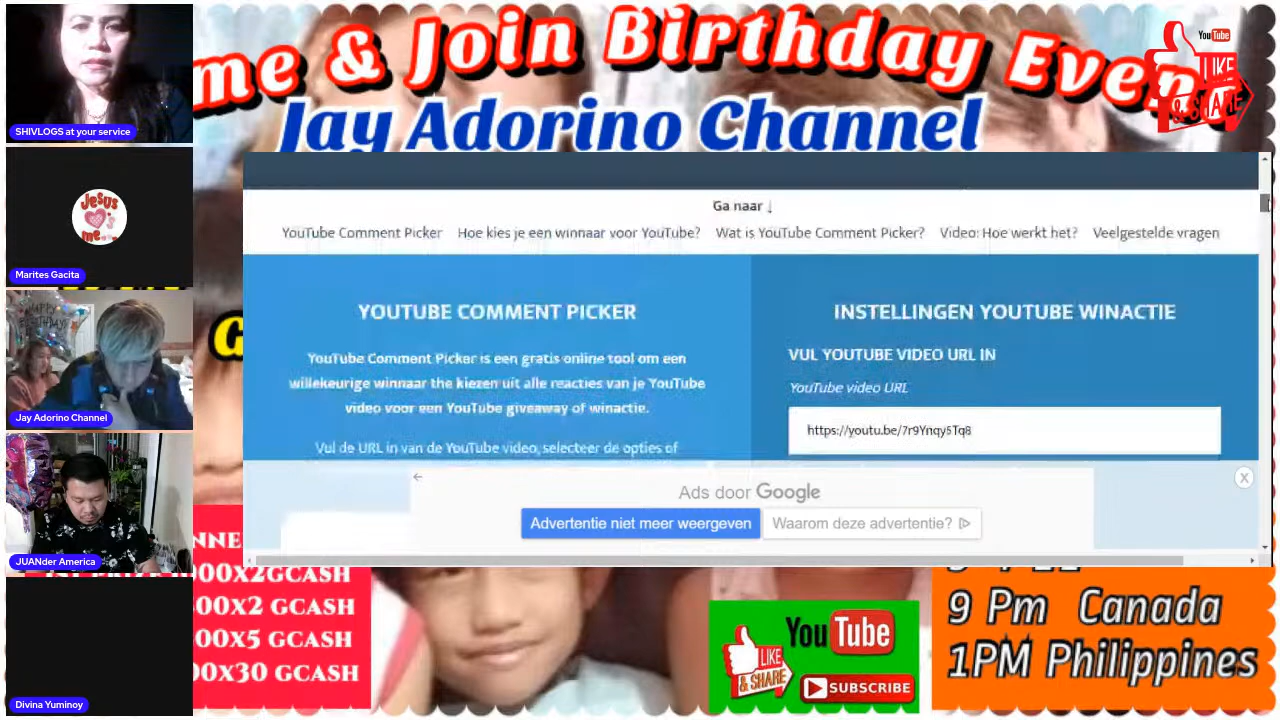 me & Join Birthday Even
Jay Adorino Channel
YouTube
LIKE
& SHARE
SHIVLOGS at your service
Jesus
me
Marites Gacita
HAPPY
BIRTHDAY
Jay Adorino Channel
JUANder America
Divina Yuminoy
Ga naar ↓
YouTube Comment Picker Hoe kies je een winnaar voor YouTube? Wat is YouTube Comment Picker? Video: Hoe werkt het? Veelgestelde vragen
YOUTUBE COMMENT PICKER
YouTube Comment Picker is een gratis online tool om een
willekeurige winnaar the kiezen uit alle reacties van je YouTube
video voor een YouTube giveaway of winactie.
Vul de URL in van de YouTube video, selecteer de opties of
INSTELLINGEN YOUTUBE WINACTIE
VUL YOUTUBE VIDEO URL IN
YouTube video URL
https://youtu.be/7r9Ynqy5Tq8
Ads door Google
Advertentie niet meer weergeven
Waarom deze advertentie?
X
G
NNE
00X2GCASH
00X2 GCASH
00X5 GCASH
00X30 GCASH
YouTube
LIKE
& SHARE
SUBSCRIBE
9 Pm Canada
1PM Philippines